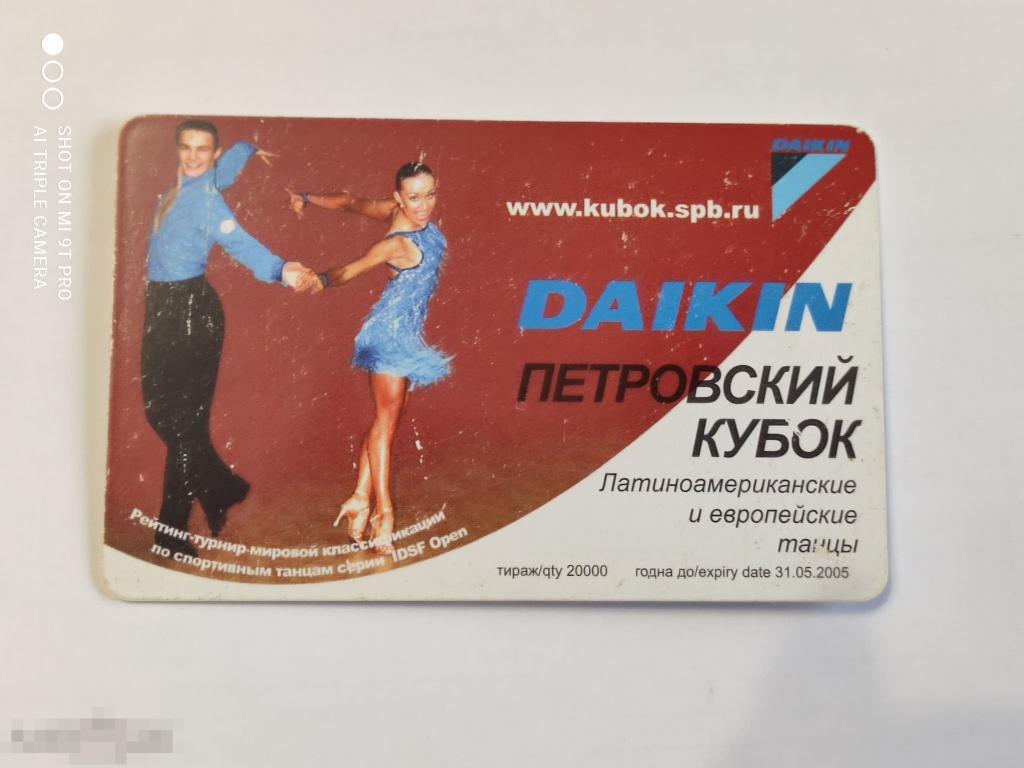 SHOT ON MI 9T PRO
AI TRIPLE CAMERA
DAIKIN
www.kubok.spb.ru
DAIKIN
ПЕТРОВСКИЙ
КУБОК
Латиноамериканские
и европейские
танцы
Рейтинг-турнир мировой классификации
по спортивным танцам серии IDSF Open
тираж/qty 20000 годна до/expiry date 31.05.2005